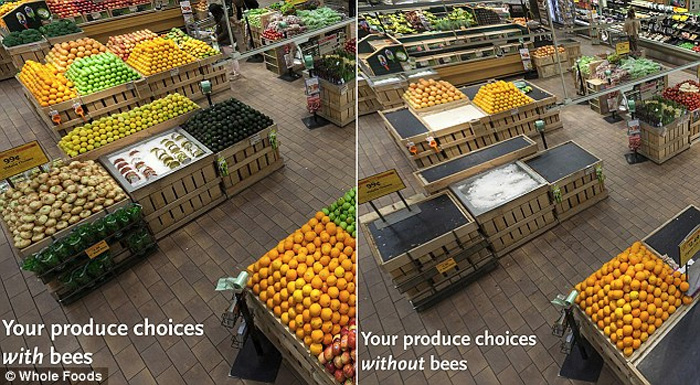 99¢
99¢
Your produce choices
with bees
© Whole Foods
Your produce choices
without bees